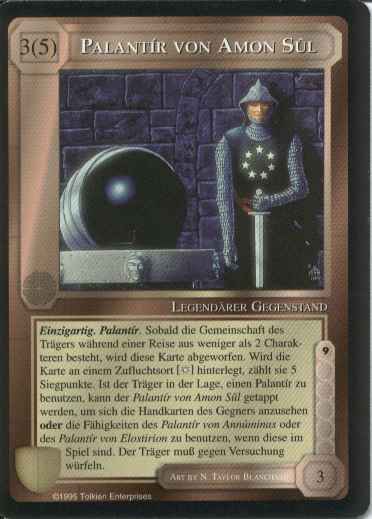 3(5)
PALANTÍR VON AMON SÛL
LEGENDÄRER GEGENSTAND
Einzigartig. Palantír. Sobald die Gemeinschaft des
Trägers während einer Reise aus weniger als 2 Charak-
teren besteht, wird diese Karte abgeworfen. Wird die
Karte an einem Zufluchtsort [ ] hinterlegt, zählt sie 5
Siegpunkte. Ist der Träger in der Lage, einen Palantír zu
benutzen, kann der Palantír von Amon Sûl getappt
werden, um sich die Handkarten des Gegners anzusehen
oder die Fähigkeiten des Palantír von Annúminas oder
des Palantír von Elostirion zu benutzen, wenn diese im
Spiel sind. Der Träger muß gegen Versuchung
würfeln.
9
ART BY N. TAYLOR BLANCHARD
3
©1995 Tolkien Enterprises